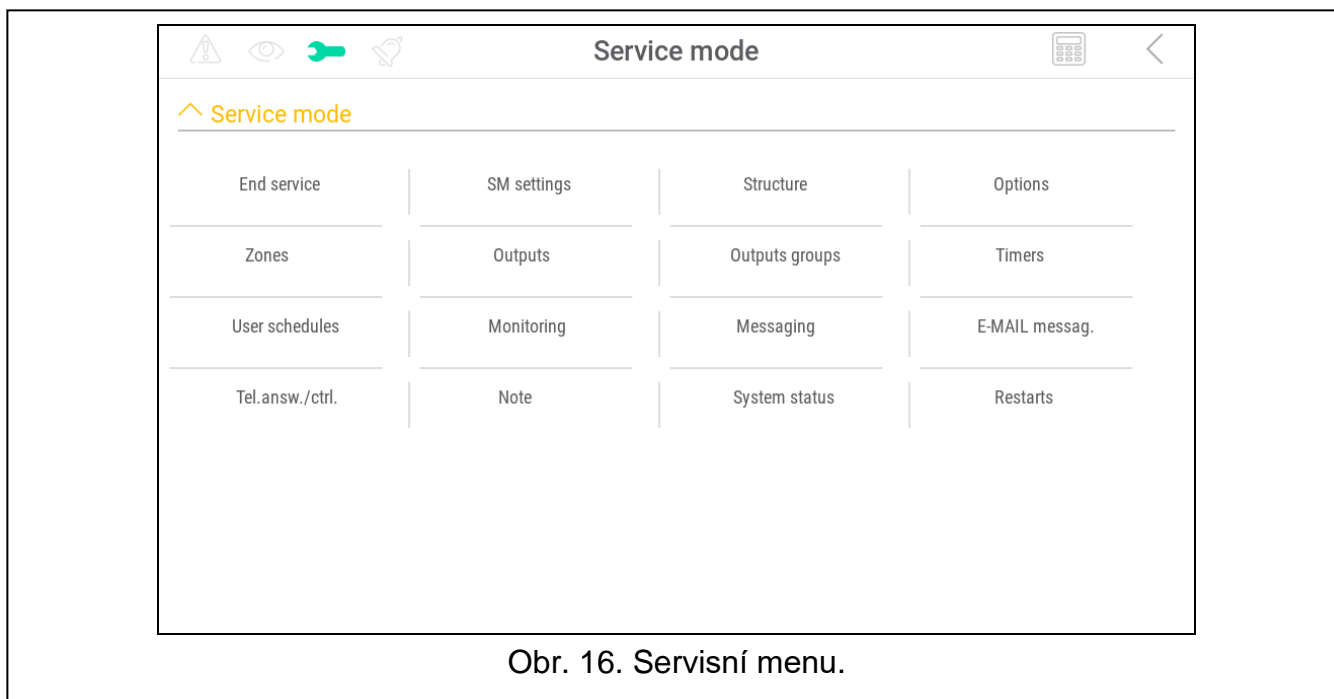 Service mode
Service mode
End service SM settings Structure Options
Zones Outputs Outputs groups Timers
User schedules Monitoring Messaging E-MAIL messag.
Tel.answ./ctrl. Note System status Restarts
Obr. 16. Servisní menu.